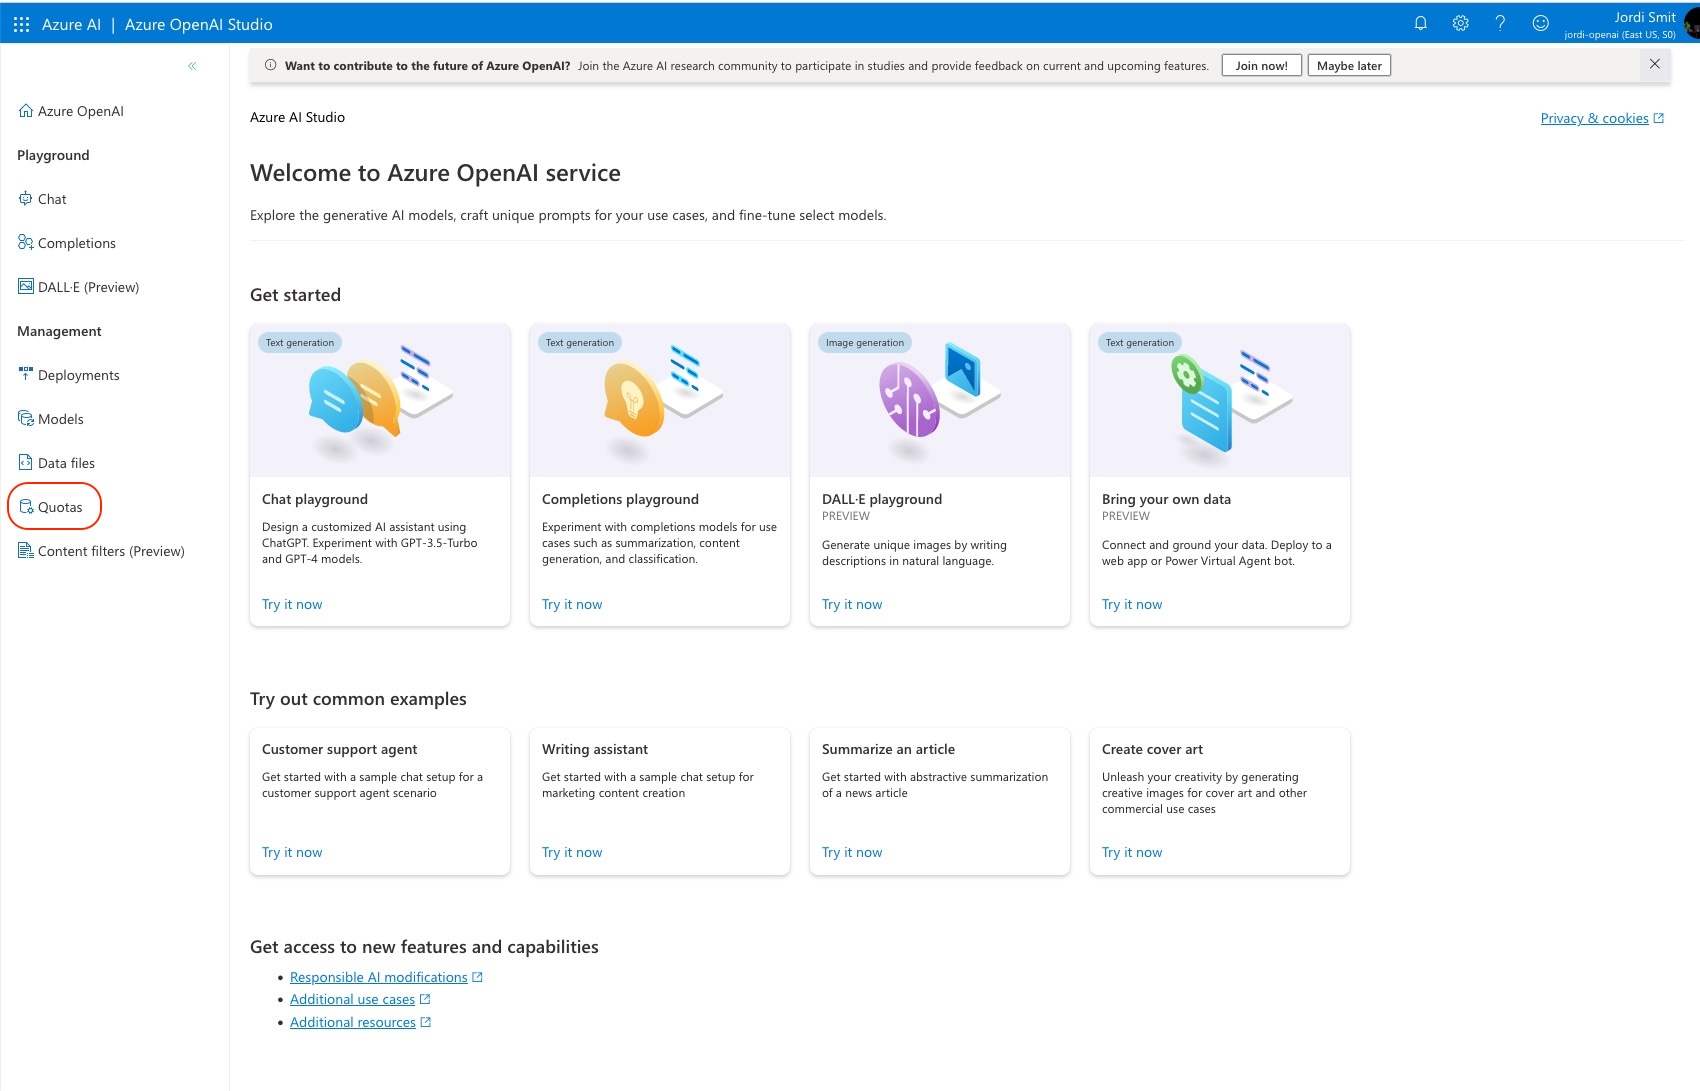 Azure AI | Azure OpenAI Studio
Jordi Smit
jordi-openai (East US, S0)
Want to contribute to the future of Azure OpenAI? Join the Azure AI research community to participate in studies and provide feedback on current and upcoming features. Join now! Maybe later
Azure OpenAI
Playground
Chat
Completions
DALL·E (Preview)
Management
Deployments
Models
Data files
Quotas
Content filters (Preview)
Azure AI Studio
Privacy & cookies
Welcome to Azure OpenAI service
Explore the generative AI models, craft unique prompts for your use cases, and fine-tune select models.
Get started
Text generation
Chat playground
Design a customized AI assistant using
ChatGPT. Experiment with GPT-3.5-Turbo
and GPT-4 models.
Try it now
Text generation
Completions playground
Experiment with completions models for use
cases such as summarization, content
generation, and classification.
Try it now
Image generation
DALL·E playground
PREVIEW
Generate unique images by writing
descriptions in natural language.
Try it now
Text generation
Bring your own data
PREVIEW
Connect and ground your data. Deploy to a
web app or Power Virtual Agent bot.
Try it now
Try out common examples
Customer support agent
Get started with a sample chat setup for a
customer support agent scenario
Try it now
Writing assistant
Get started with a sample chat setup for
marketing content creation
Try it now
Summarize an article
Get started with abstractive summarization
of a news article
Try it now
Create cover art
Unleash your creativity by generating
creative images for cover art and other
commercial use cases
Try it now
Get access to new features and capabilities
• Responsible AI modifications
• Additional use cases
• Additional resources